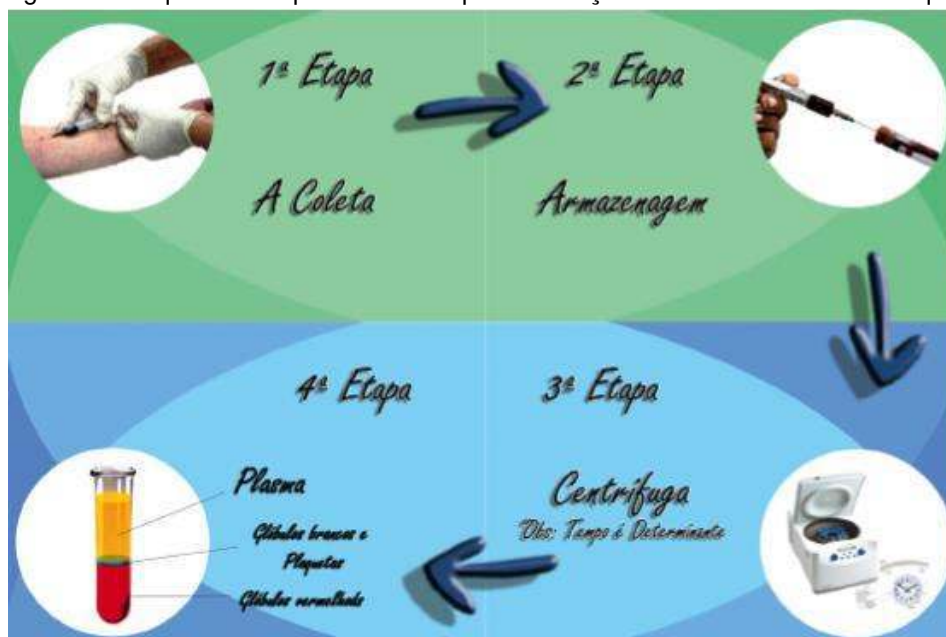 1ª Etapa
2ª Etapa
A Coleta
Armazenagem
4ª Etapa
3ª Etapa
Plasma
Glóbulos brancos e
Plaquetas
Glóbulos vermelhods
Centrífuga
*Obs: Tempo é Determinante